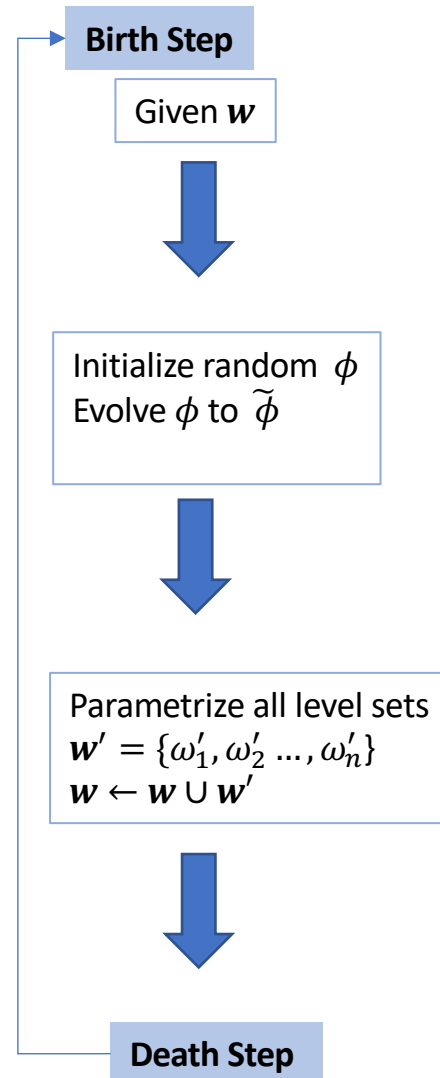 Birth Step
Given 𝒘
Initialize random ϕ
Evolve ϕ to ϕ̃
Parametrize all level sets
𝒘′ = {ω′₁, ω′₂ …, ω′ₙ}
𝒘 ← 𝒘 ∪ 𝒘′
Death Step